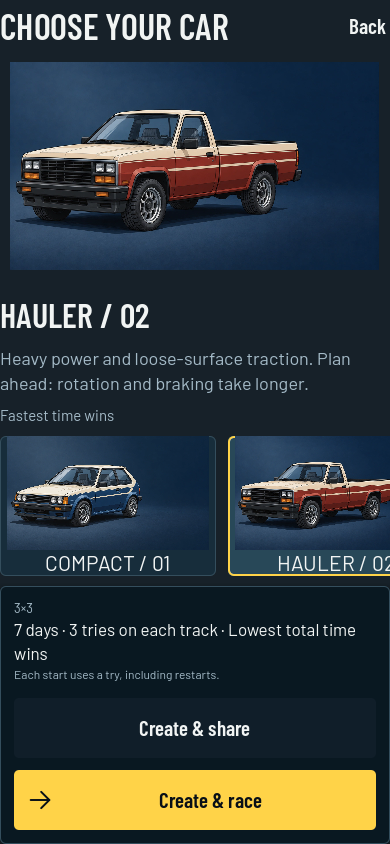 CHOOSE YOUR CAR
Back
HAULER / 02
Heavy power and loose-surface traction. Plan
ahead: rotation and braking take longer.
Fastest time wins
COMPACT / 01
HAULER / 02
3×3
7 days · 3 tries on each track · Lowest total time
wins
Each start uses a try, including restarts.
Create & share
Create & race